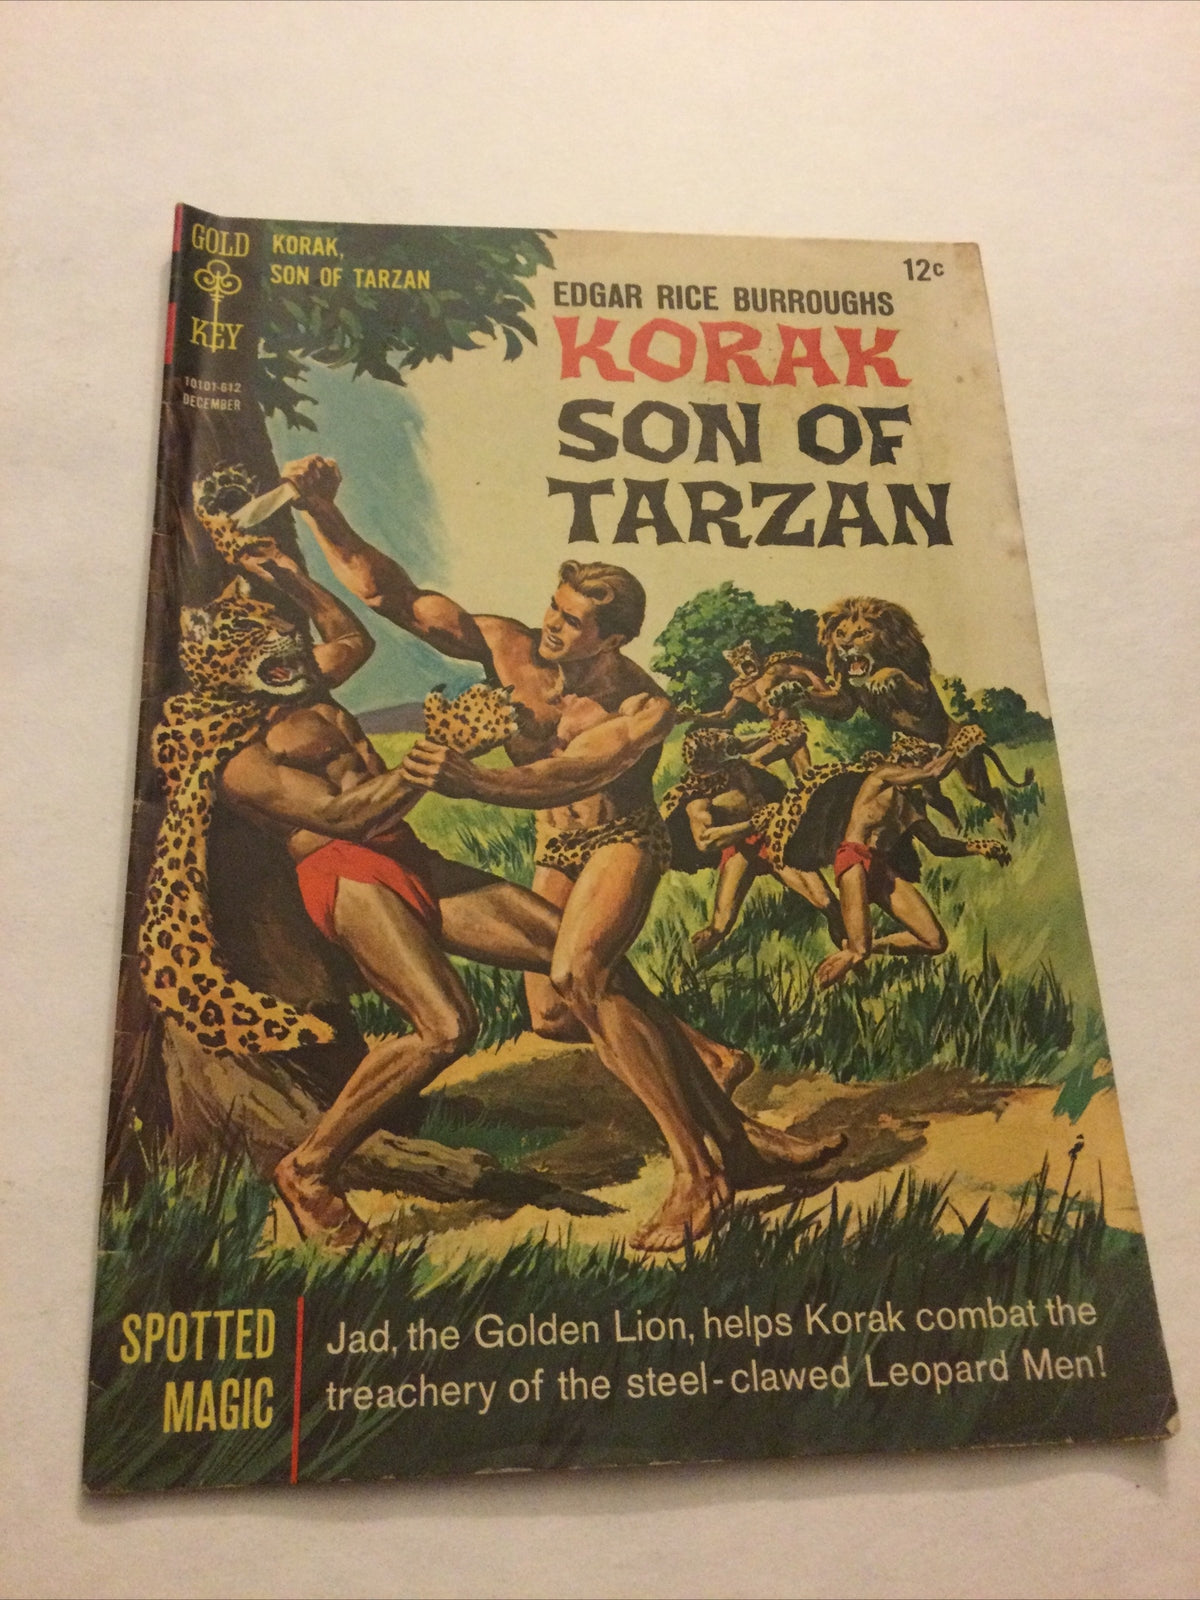 GOLD
KEY
KORAK,
SON OF TARZAN
10101-612
DECEMBER
12c
EDGAR RICE BURROUGHS
KORAK
SON OF
TARZAN
SPOTTED
MAGIC
Jad, the Golden Lion, helps Korak combat the
treachery of the steel-clawed Leopard Men!